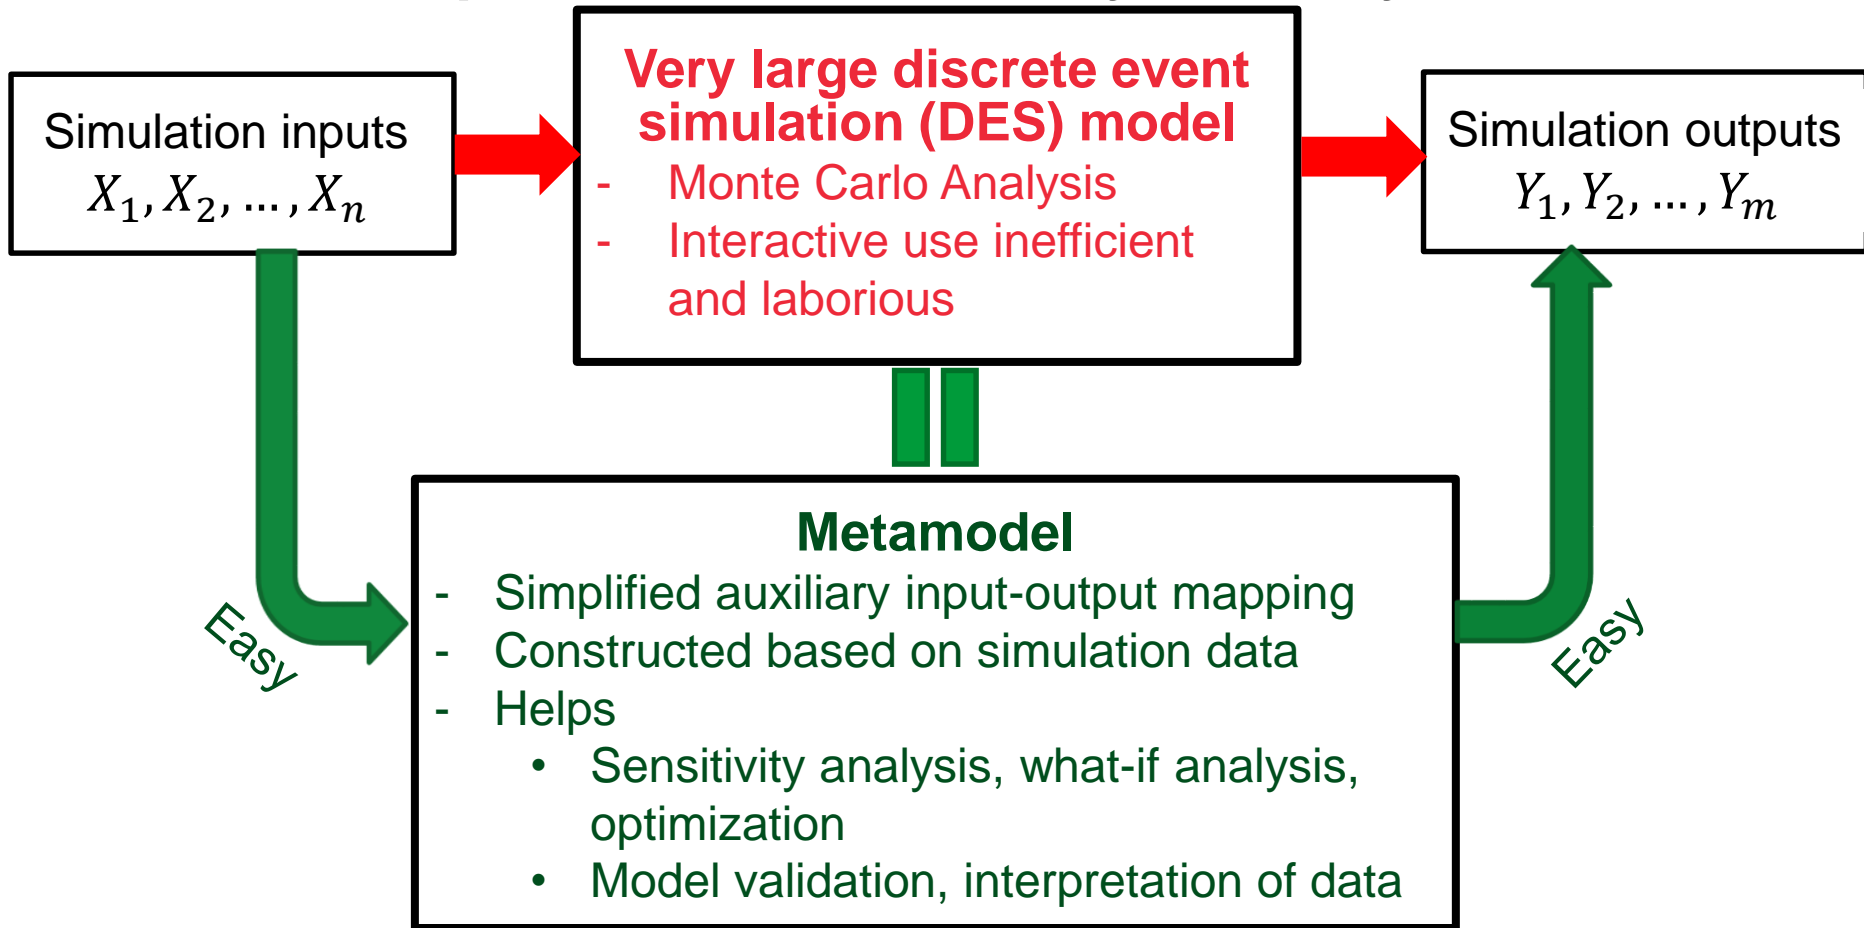 Simulation inputs
X₁, X₂, … , Xₙ
Very large discrete event
simulation (DES) model
- Monte Carlo Analysis
- Interactive use inefficient
and laborious
Simulation outputs
Y₁, Y₂, … , Yₘ
Easy
Metamodel
- Simplified auxiliary input-output mapping
- Constructed based on simulation data
- Helps
• Sensitivity analysis, what-if analysis,
optimization
• Model validation, interpretation of data
Easy